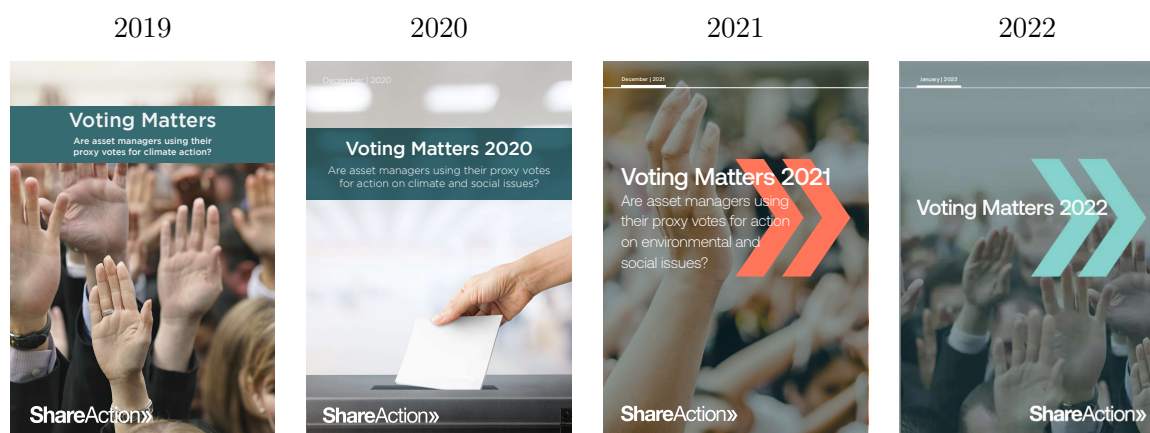 2019
2020
2021
2022
Voting Matters
Are asset managers using their
proxy votes for climate action?
ShareAction»
December | 2020
Voting Matters 2020
Are asset managers using their proxy votes
for action on climate and social issues?
ShareAction»
December | 2021
Voting Matters 2021
Are asset managers using
their proxy votes for action
on environmental and
social issues?
ShareAction»
January | 2023
Voting Matters 2022
ShareAction»